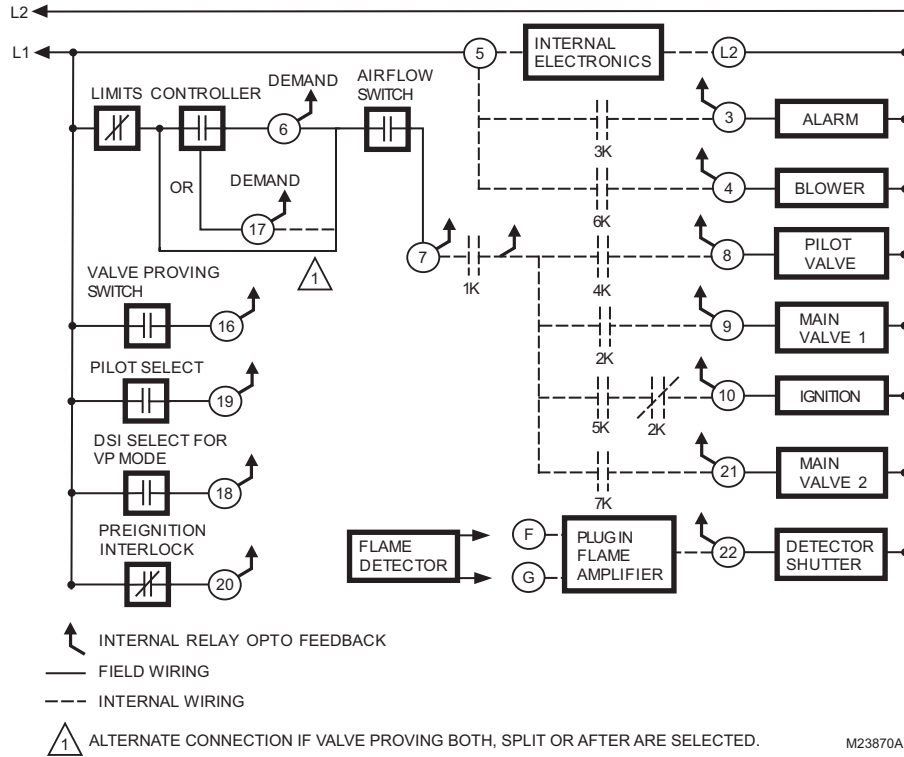 L2
L1
5
INTERNAL
ELECTRONICS
L2
LIMITS CONTROLLER
DEMAND
AIRFLOW
SWITCH
6
3K
3
ALARM
OR
DEMAND
17
6K
4
BLOWER
1
7
1K
4K
8
PILOT
VALVE
VALVE PROVING
SWITCH
16
2K
9
MAIN
VALVE 1
PILOT SELECT
19
5K
2K
10
IGNITION
DSI SELECT FOR
VP MODE
18
7K
21
MAIN
VALVE 2
PREIGNITION
INTERLOCK
20
FLAME
DETECTOR
F
G
PLUG IN
FLAME
AMPLIFIER
22
DETECTOR
SHUTTER
INTERNAL RELAY OPTO FEEDBACK
FIELD WIRING
INTERNAL WIRING
1 ALTERNATE CONNECTION IF VALVE PROVING BOTH, SPLIT OR AFTER ARE SELECTED.
M23870A